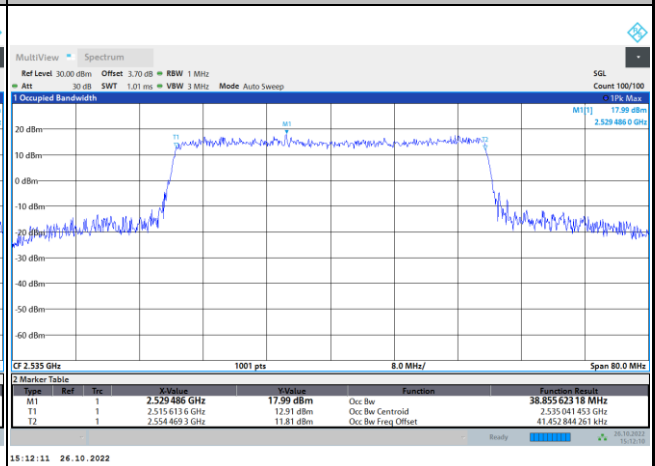 MultiView Spectrum
Ref Level 30.00 dBm Offset 3.70 dB RBW 1 MHz SGL
Att 30 dB SWT 1.01 ms VBW 3 MHz Mode Auto Sweep Count 100/100
1 Occupied Bandwidth 1Pk Max
M1[1] 17.99 dBm
2.529 486 0 GHz
M1
20 dBm
T1
T2
10 dBm
0 dBm
-10 dBm
-20 dBm
-30 dBm
-40 dBm
-50 dBm
-60 dBm
CF 2.535 GHz 1001 pts 8.0 MHz/ Span 80.0 MHz
2 Marker Table
Type Ref Trc X-Value Y-Value Function Function Result
M1 1 2.529 486 GHz 17.99 dBm Occ Bw 38.855 623 18 MHz
T1 1 2.515 613 6 GHz 12.91 dBm Occ Bw Centroid 2.535 041 453 GHz
T2 1 2.554 469 3 GHz 11.81 dBm Occ Bw Freq Offset 41.452 844 261 kHz
Ready 26.10.2022
15:12:10
15:12:11 26.10.2022